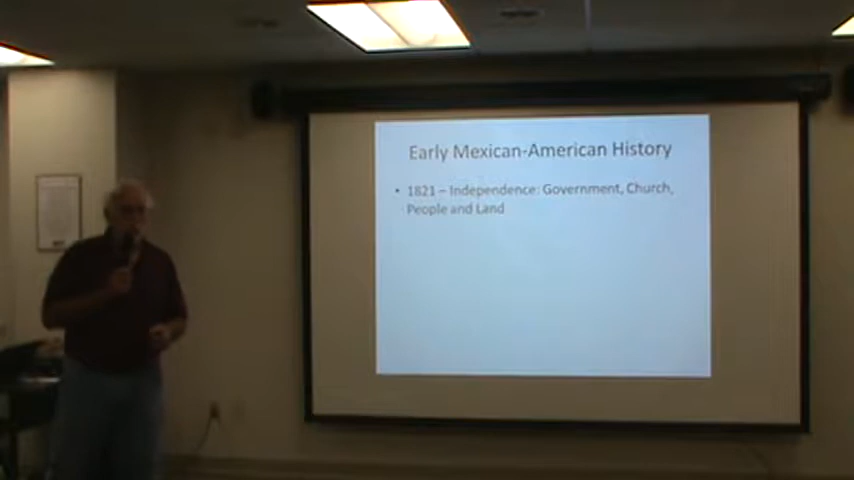 Early Mexican-American History
• 1821 – Independence: Government, Church,
People and Land